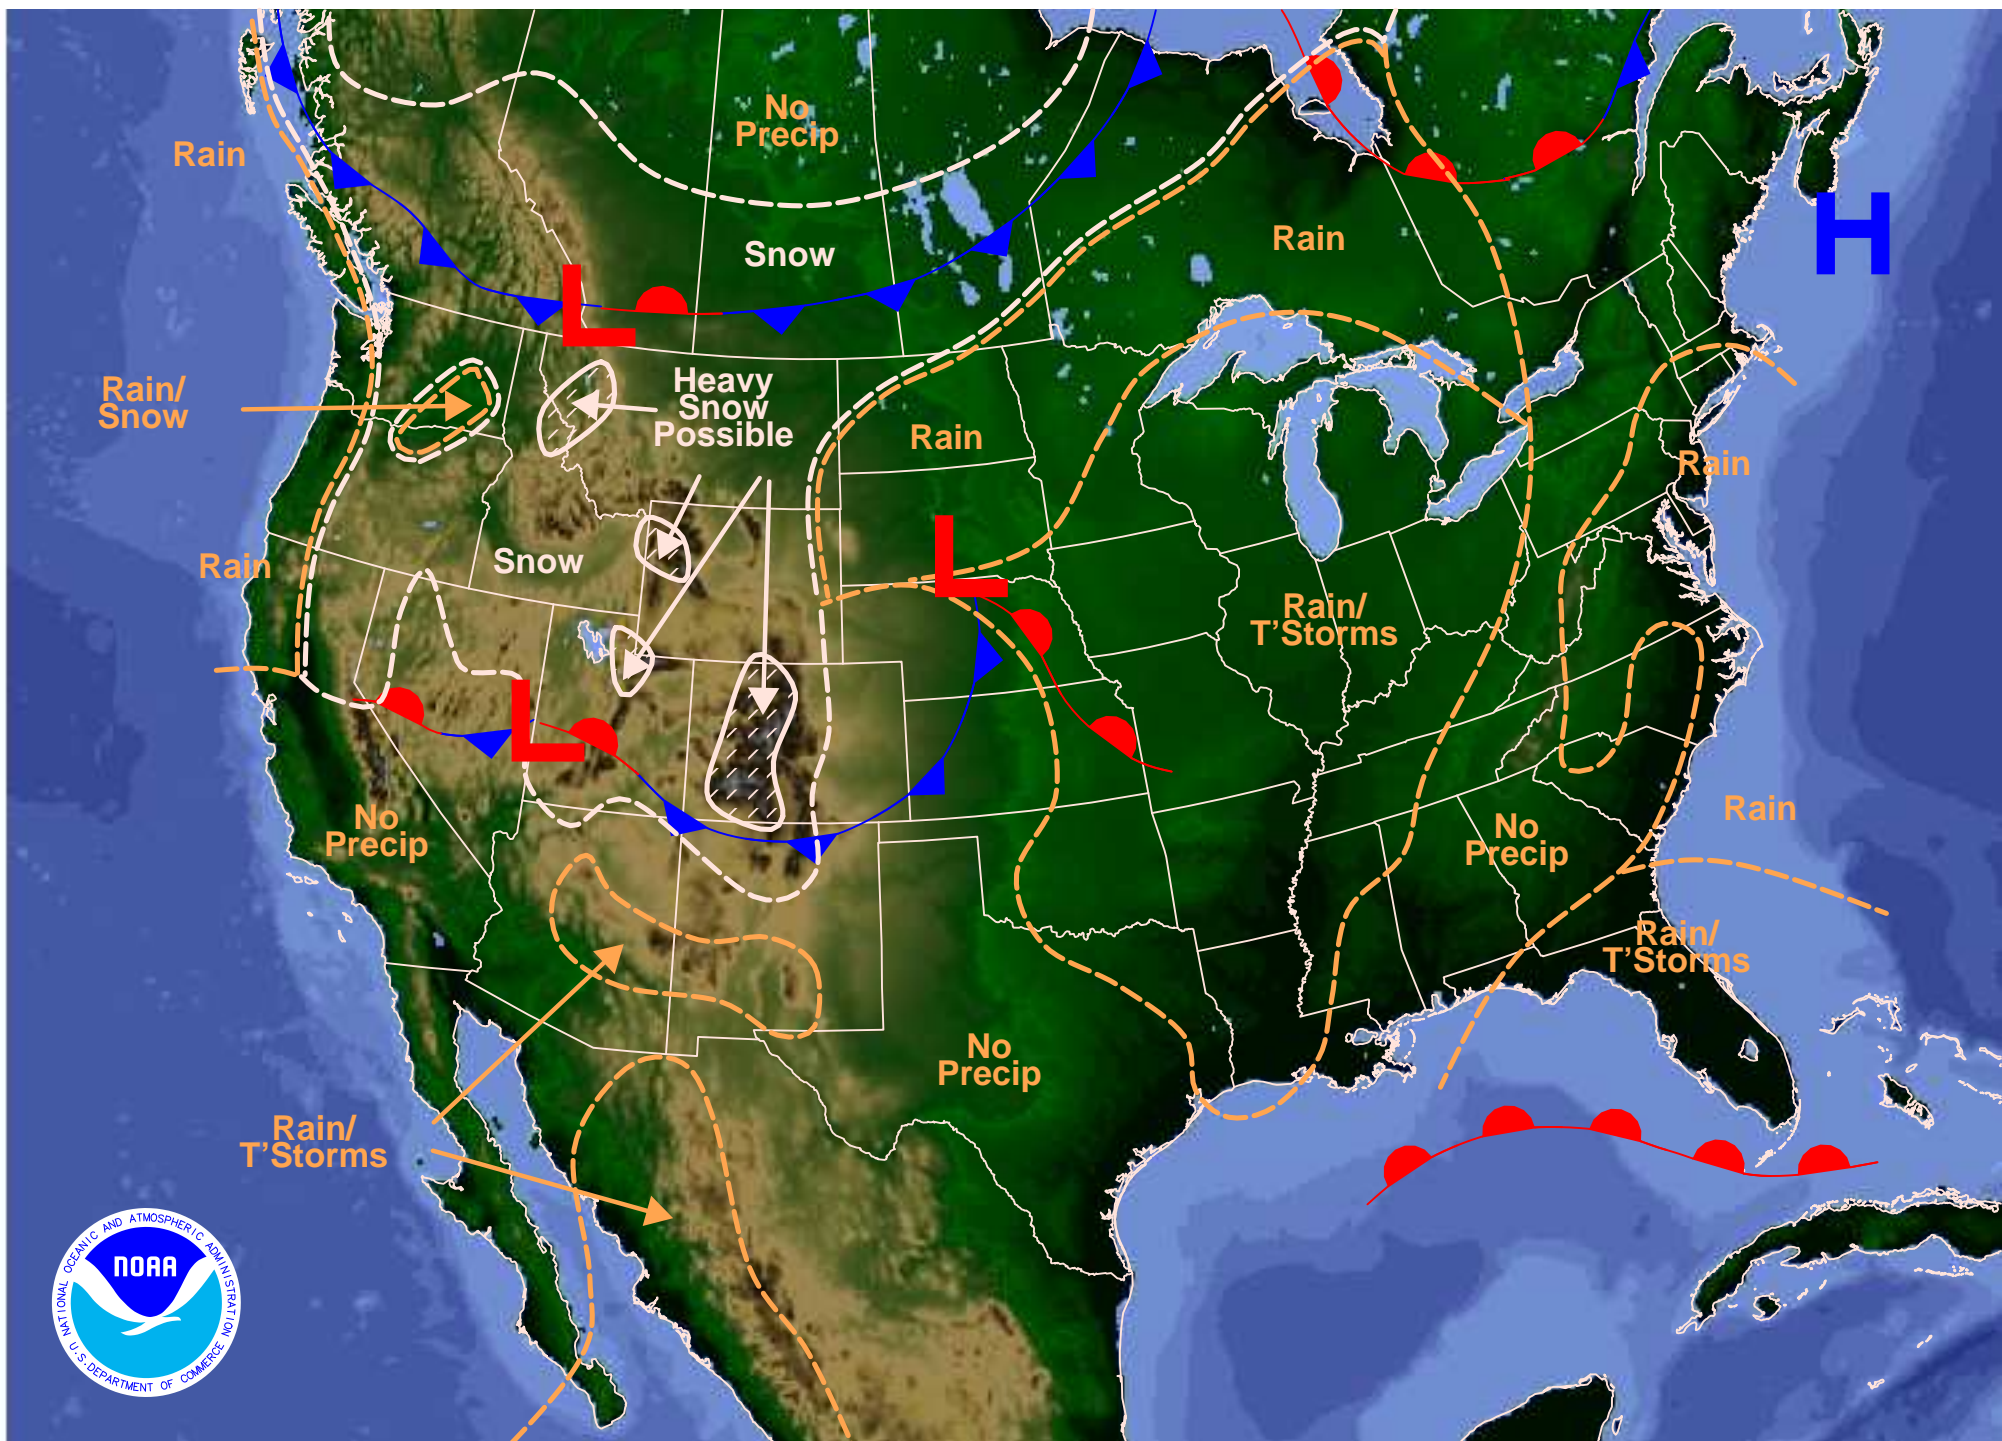 No
Precip
Rain
Rain
Snow
H
L
Heavy
Snow
Possible
Rain/
Snow
Rain
Rain
L
Snow
Rain
Rain/
T'Storms
L
No
Precip
Rain
No
Precip
Rain/
T'Storms
No
Precip
Rain/
T'Storms
NATIONAL OCEANIC AND ATMOSPHERIC ADMINISTRATION
NOAA
U.S. DEPARTMENT OF COMMERCE